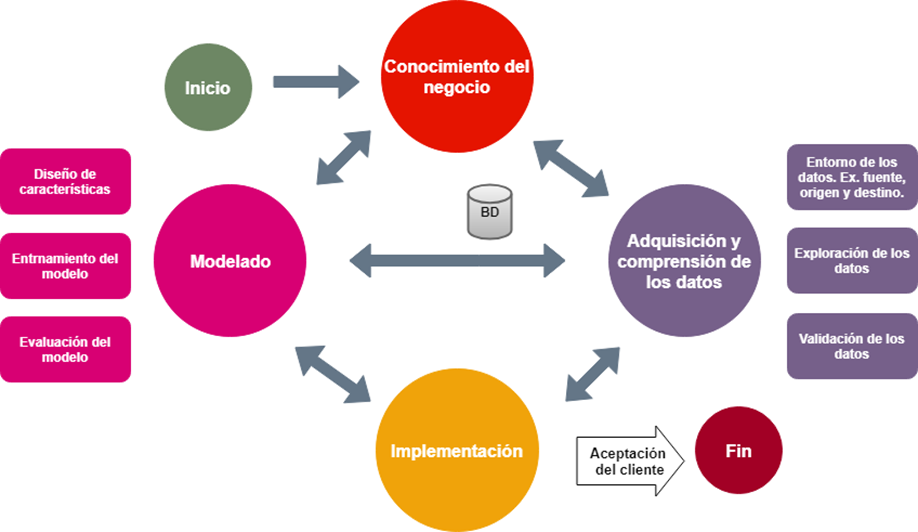 Conocimiento del
negocio
Inicio
Diseño de
características
Entrnamiento del
modelo
Evaluación del
modelo
Modelado
BD
Adquisición y
comprensión de
los datos
Entorno de los
datos. Ex. fuente,
origen y destino.
Exploración de los
datos
Validación de los
datos
Implementación
Aceptación
del cliente
Fin